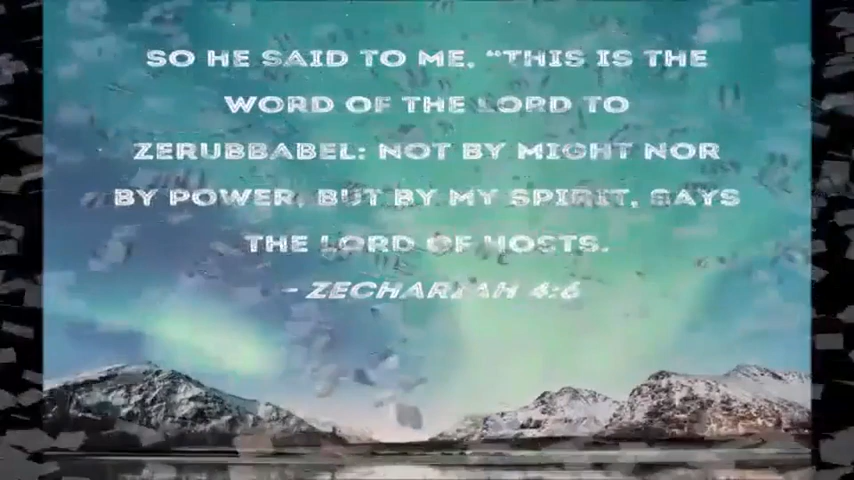 SO HE SAID TO ME, “THIS IS THE
WORD OF THE LORD TO
ZERUBBABEL: NOT BY MIGHT NOR
BY POWER, BUT BY MY SPIRIT, SAYS
THE LORD OF HOSTS.
- ZECHARIAH 4:6